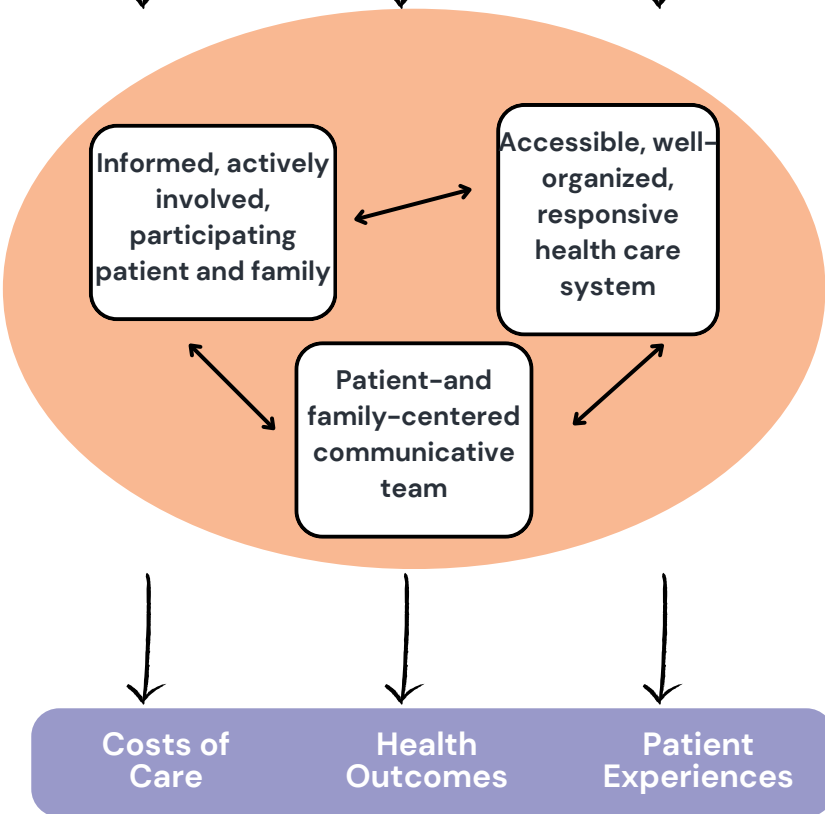 Informed, actively
involved,
participating
patient and family
Accessible, well-
organized,
responsive
health care
system
Patient-and
family-centered
communicative
team
Costs of
Care
Health
Outcomes
Patient
Experiences